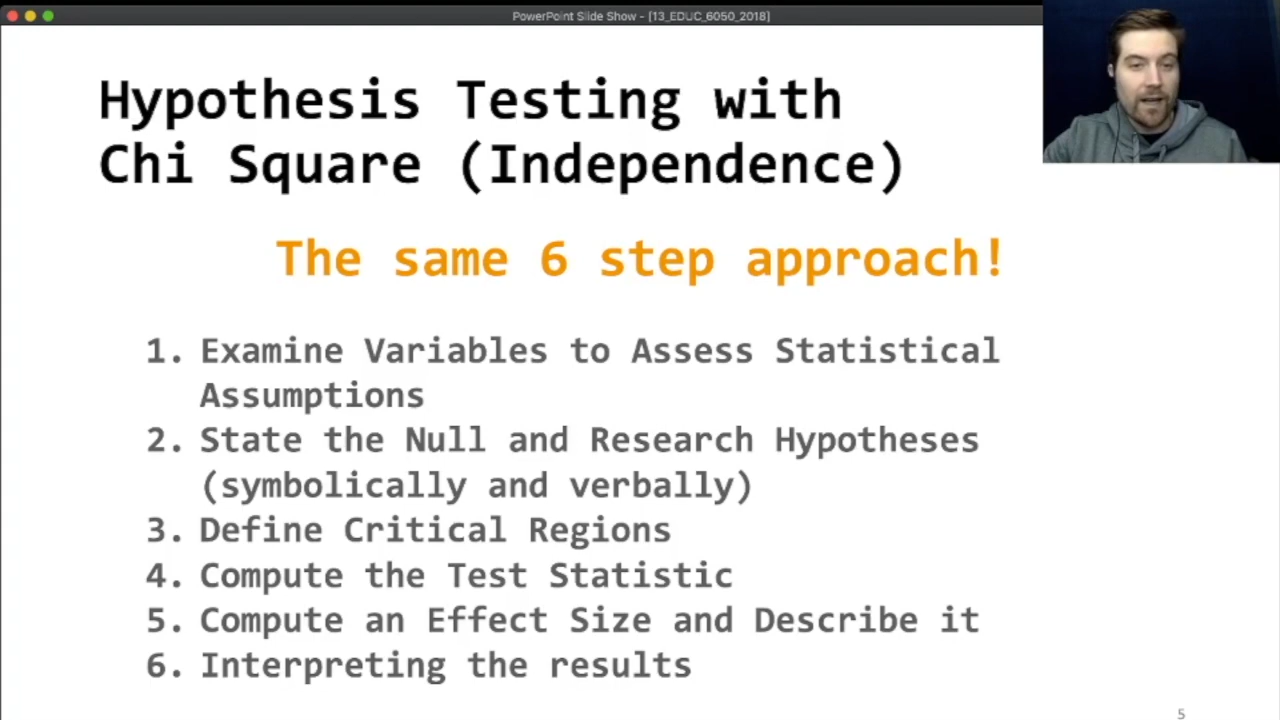 PowerPoint Slide Show - [13_EDUC_6050_2018]
Hypothesis Testing with
Chi Square (Independence)
The same 6 step approach!
1. Examine Variables to Assess Statistical
Assumptions
2. State the Null and Research Hypotheses
(symbolically and verbally)
3. Define Critical Regions
4. Compute the Test Statistic
5. Compute an Effect Size and Describe it
6. Interpreting the results
5